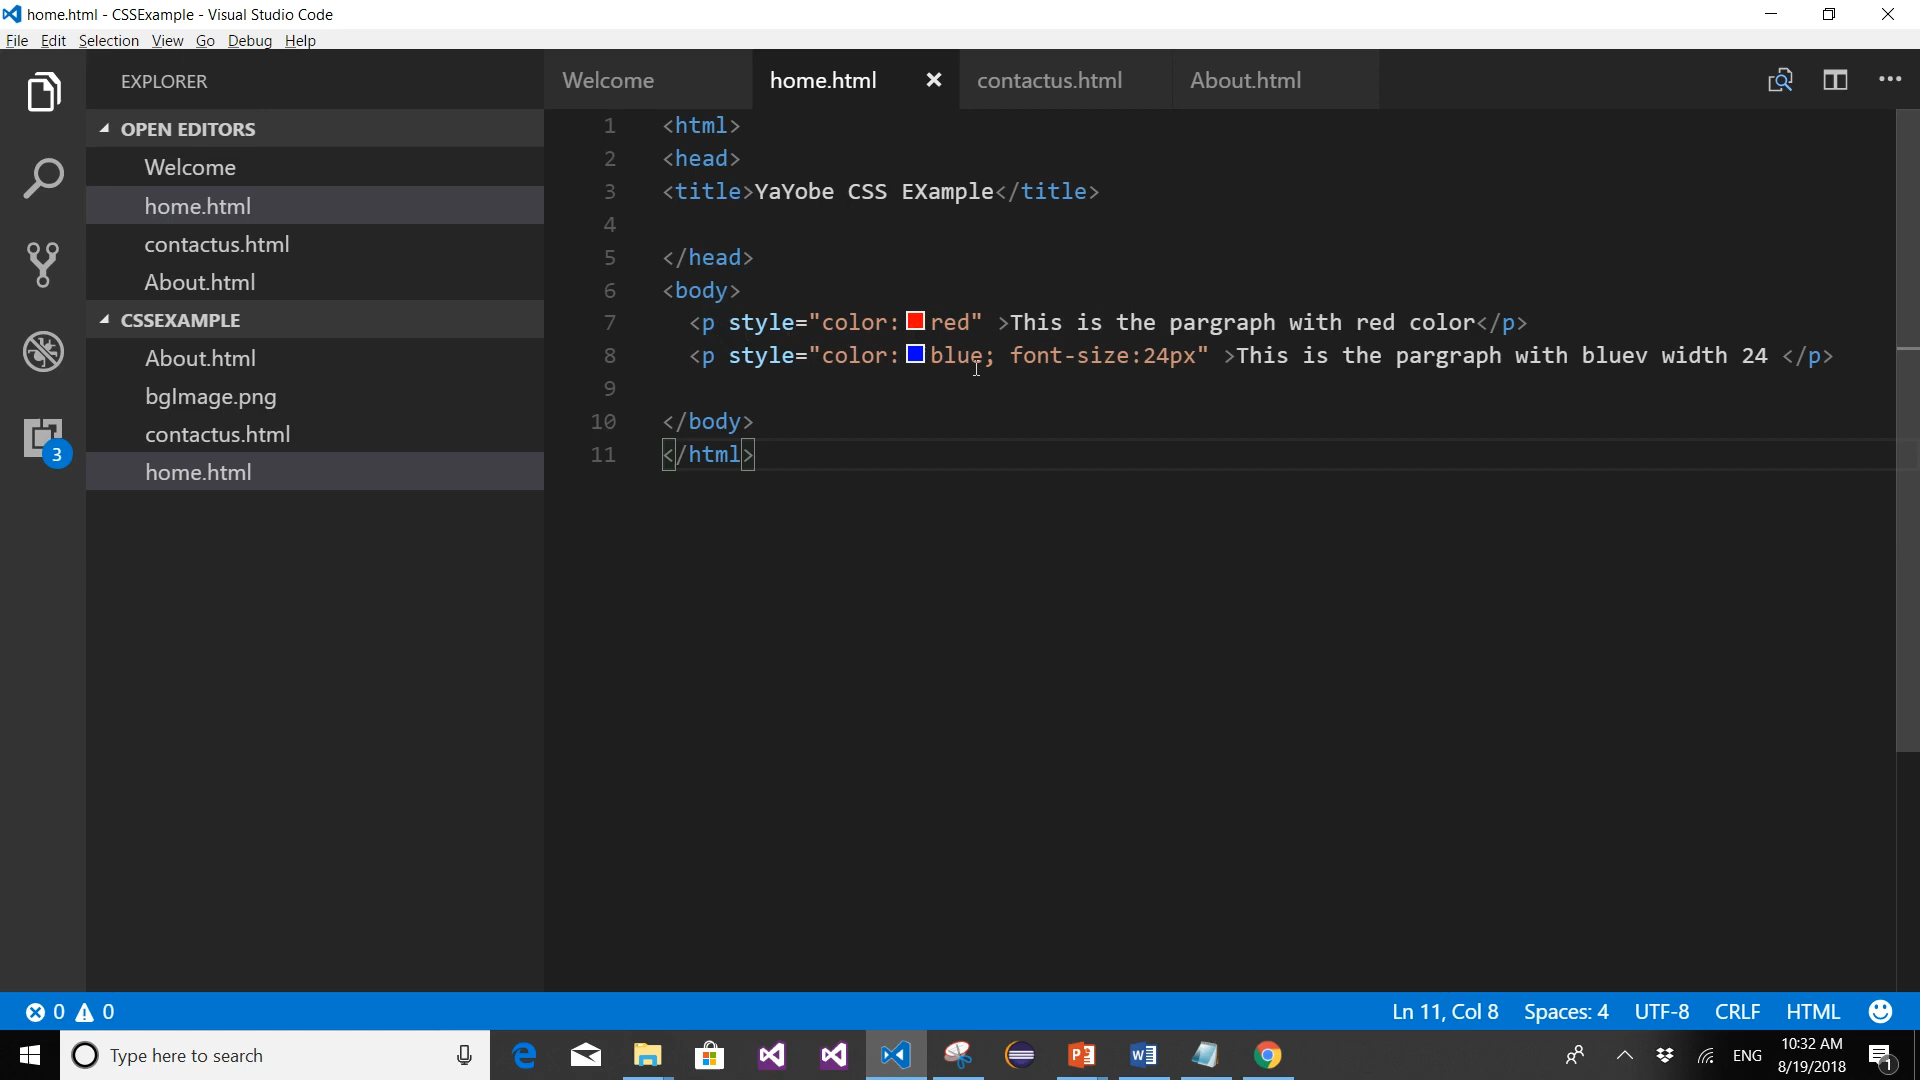 home.html - CSSExample - Visual Studio Code
File Edit Selection View Go Debug Help
EXPLORER
Welcome home.html contactus.html About.html
OPEN EDITORS
Welcome
home.html
contactus.html
About.html
CSSEXAMPLE
About.html
bgImage.png
contactus.html
home.html
3
1 <html>
2 <head>
3 <title>YaYobe CSS EXample</title>
4
5 </head>
6 <body>
7 <p style="color:red" >This is the pargraph with red color</p>
8 <p style="color:blue; font-size:24px" >This is the pargraph with bluev width 24 </p>
9
10 </body>
11 </html>
0 0 Ln 11, Col 8 Spaces: 4 UTF-8 CRLF HTML
Type here to search
ENG
10:32 AM
8/19/2018
1